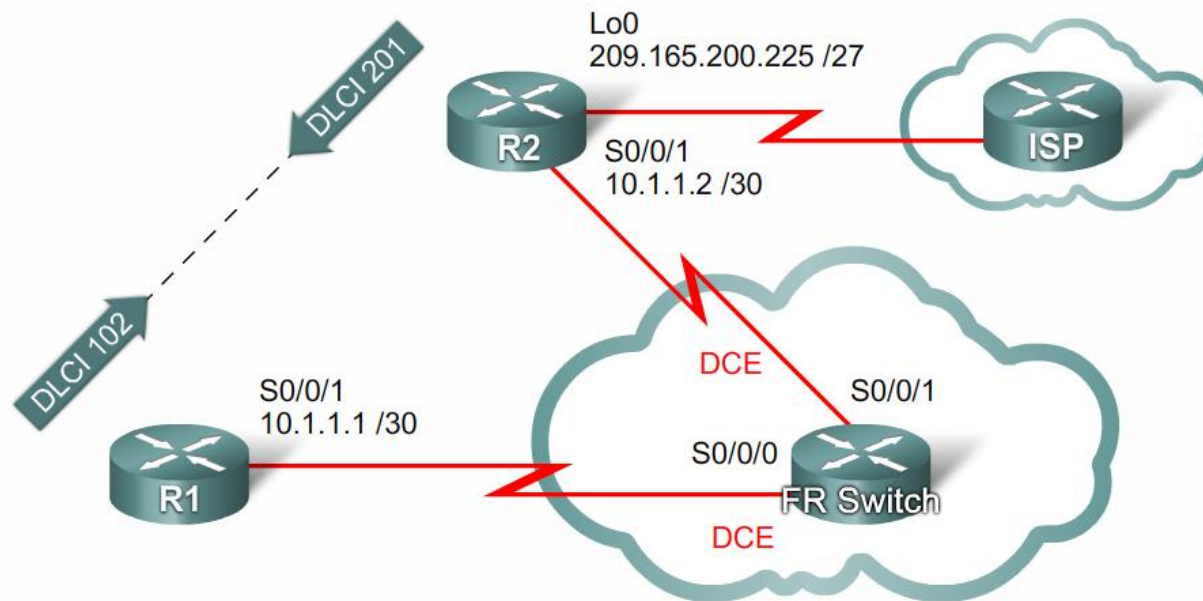 Lo0
209.165.200.225 /27
DLCI 201
R2
ISP
S0/0/1
10.1.1.2 /30
DLCI 102
DCE
S0/0/1
S0/0/1
10.1.1.1 /30
S0/0/0
R1
FR Switch
DCE